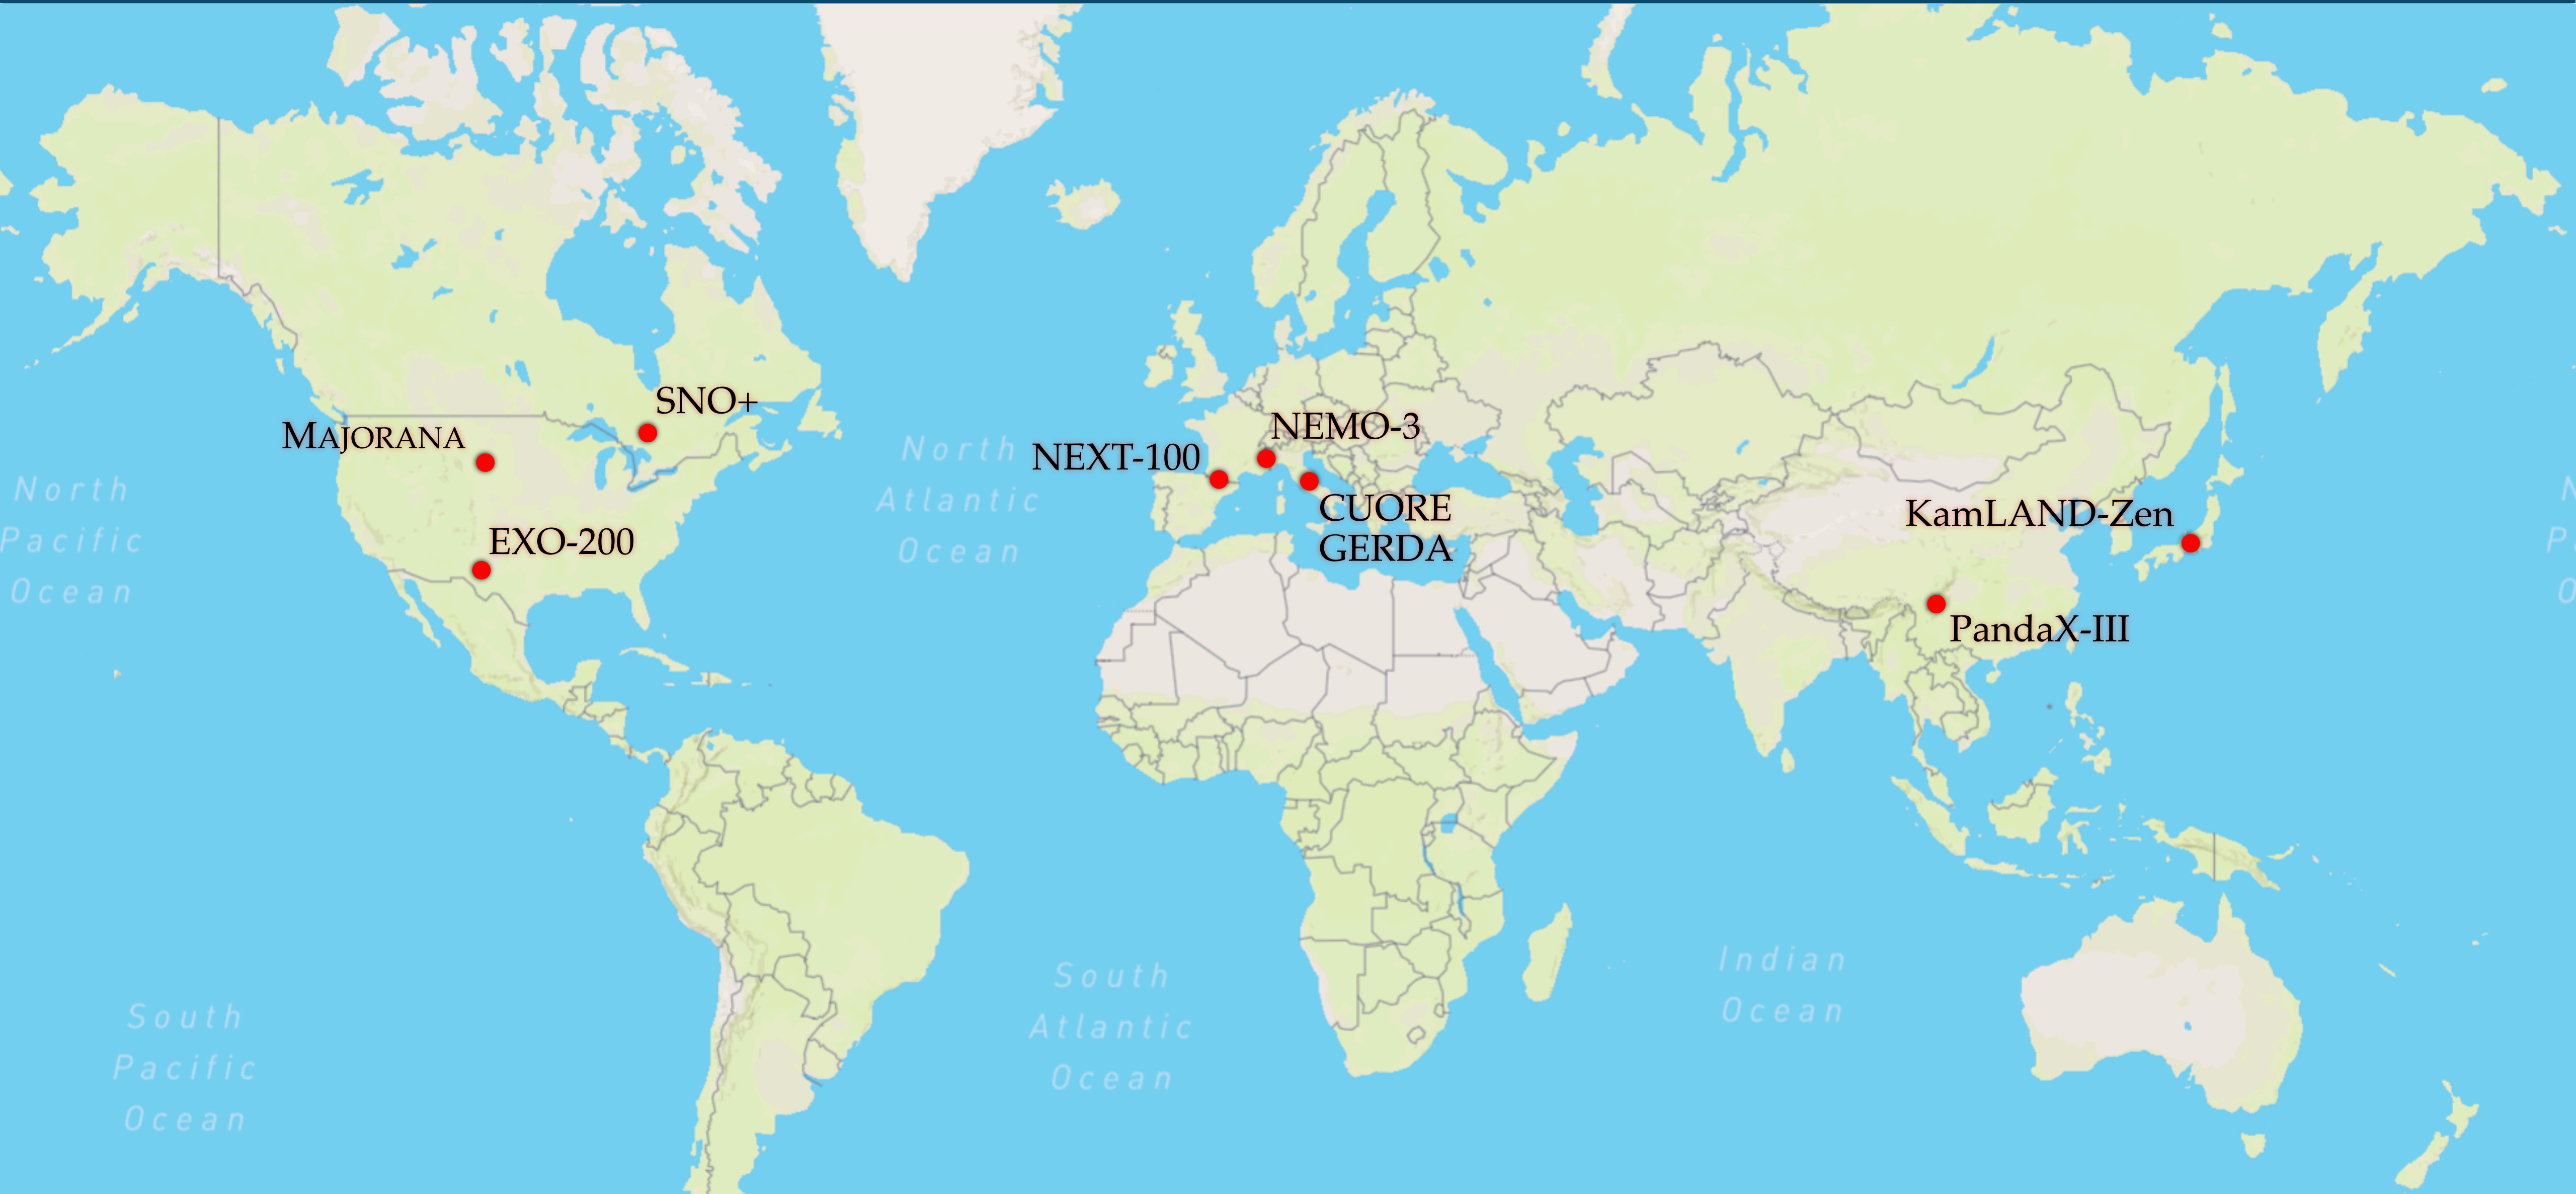 SNO+
MAJORANA
EXO-200
NEMO-3
NEXT-100
CUORE
GERDA
KamLAND-Zen
PandaX-III
North
Pacific
Ocean
North
Atlantic
Ocean
South
Pacific
Ocean
South
Atlantic
Ocean
Indian
Ocean